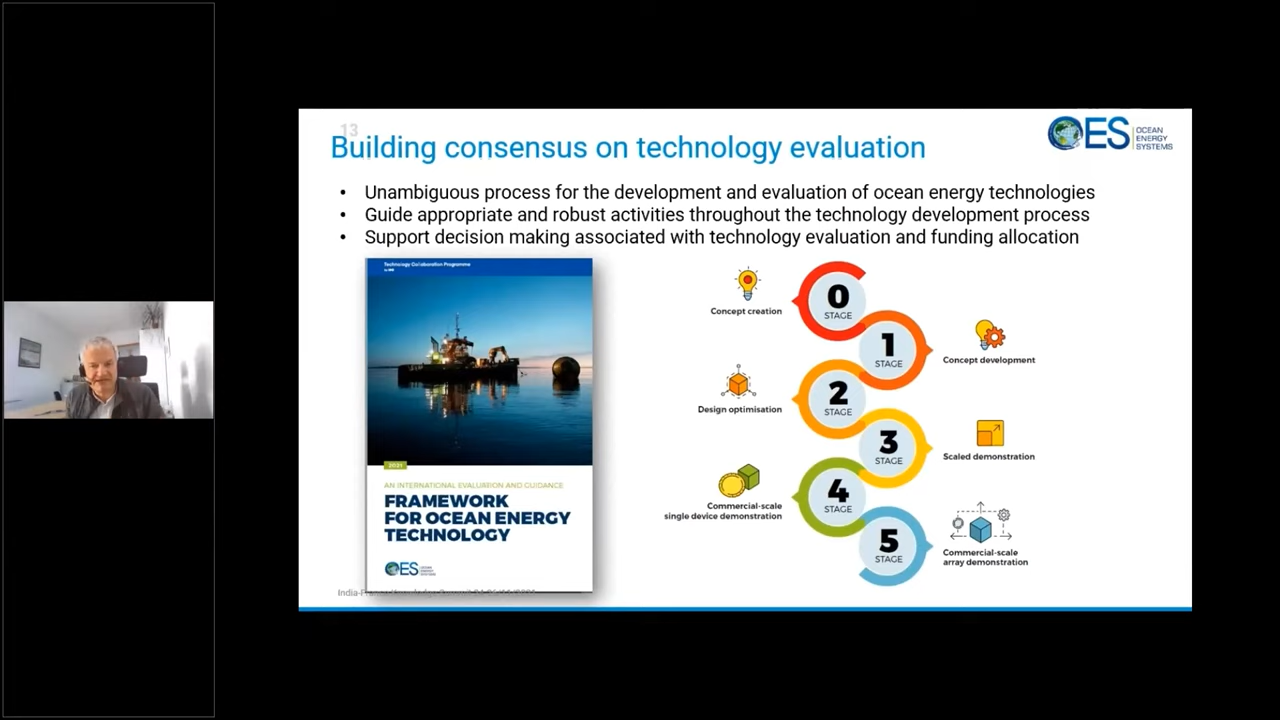 13
Building consensus on technology evaluation
OES
OCEAN
ENERGY
SYSTEMS
• Unambiguous process for the development and evaluation of ocean energy technologies
• Guide appropriate and robust activities throughout the technology development process
• Support decision making associated with technology evaluation and funding allocation
Technology Collaboration Programme
2021
AN INTERNATIONAL EVALUATION AND GUIDANCE
FRAMEWORK
FOR OCEAN ENERGY
TECHNOLOGY
OES
OCEAN
ENERGY
SYSTEMS
0
STAGE
Concept creation
1
STAGE
Concept development
2
STAGE
Design optimisation
3
STAGE
Scaled demonstration
4
STAGE
Commercial-scale
single device demonstration
5
STAGE
Commercial-scale
array demonstration